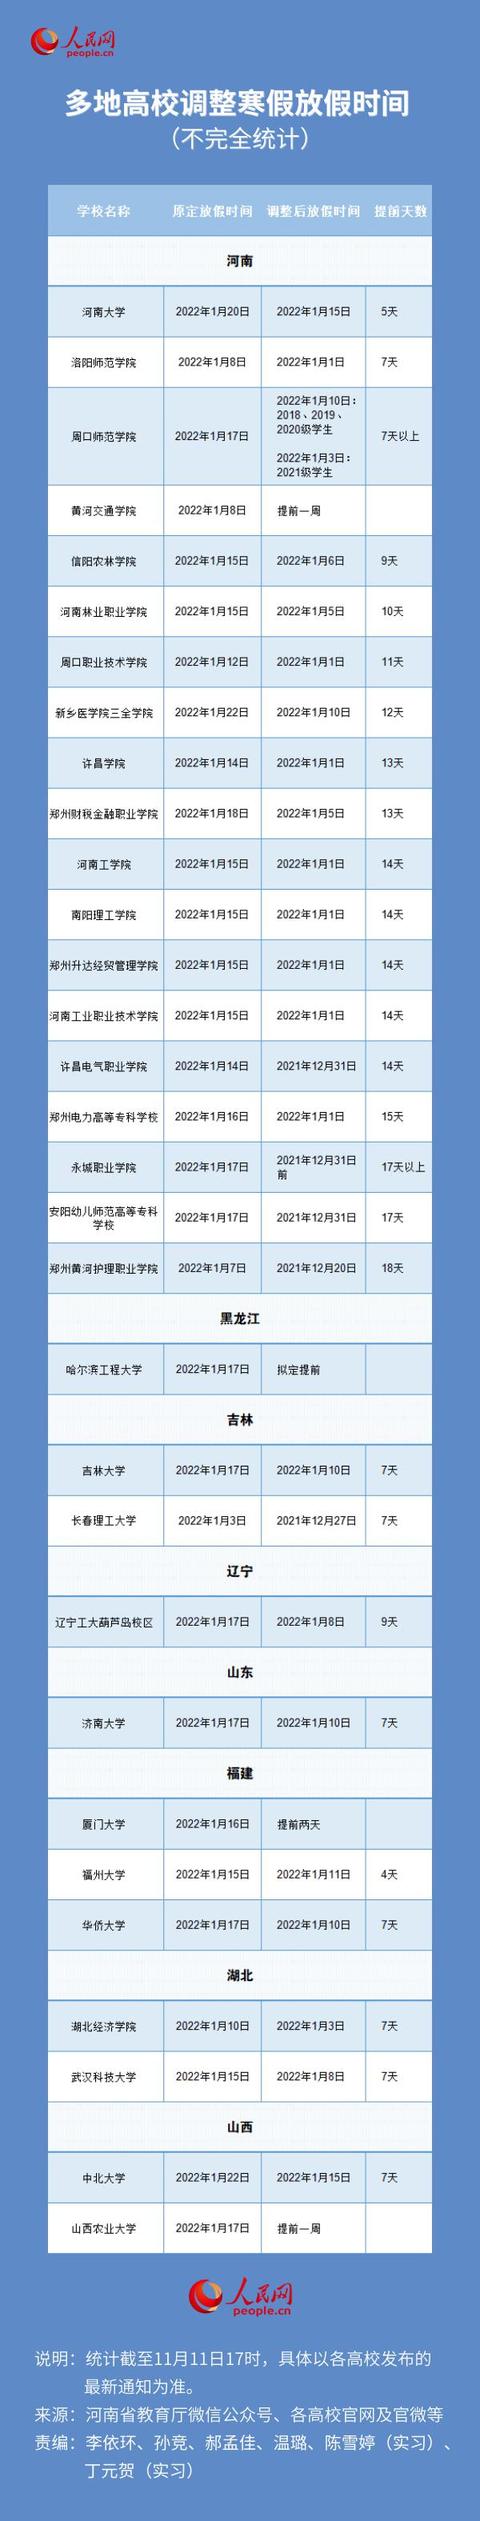 人民网
people.cn
多地高校调整寒假放假时间
（不完全统计）
学校名称 原定放假时间 调整后放假时间 提前天数
河南
河南大学 2022年1月20日 2022年1月15日 5天
洛阳师范学院 2022年1月8日 2022年1月1日 7天
周口师范学院 2022年1月17日 2022年1月10日：
2018、2019、
2020级学生
2022年1月3日：
2021级学生 7天以上
黄河交通学院 2022年1月8日 提前一周
信阳农林学院 2022年1月15日 2022年1月6日 9天
河南林业职业学院 2022年1月15日 2022年1月5日 10天
周口职业技术学院 2022年1月12日 2022年1月1日 11天
新乡医学院三全学院 2022年1月22日 2022年1月10日 12天
许昌学院 2022年1月14日 2022年1月1日 13天
郑州财税金融职业学院 2022年1月18日 2022年1月5日 13天
河南工学院 2022年1月15日 2022年1月1日 14天
南阳理工学院 2022年1月15日 2022年1月1日 14天
郑州升达经贸管理学院 2022年1月15日 2022年1月1日 14天
河南工业职业技术学院 2022年1月15日 2022年1月1日 14天
许昌电气职业学院 2022年1月14日 2021年12月31日 14天
郑州电力高等专科学校 2022年1月16日 2022年1月1日 15天
永城职业学院 2022年1月17日 2021年12月31日
前 17天以上
安阳幼儿师范高等专科
学校 2022年1月17日 2021年12月31日 17天
郑州黄河护理职业学院 2022年1月7日 2021年12月20日 18天
黑龙江
哈尔滨工程大学 2022年1月17日 拟定提前
吉林
吉林大学 2022年1月17日 2022年1月10日 7天
长春理工大学 2022年1月3日 2021年12月27日 7天
辽宁
辽宁工大葫芦岛校区 2022年1月17日 2022年1月8日 9天
山东
济南大学 2022年1月17日 2022年1月10日 7天
福建
厦门大学 2022年1月16日 提前两天
福州大学 2022年1月15日 2022年1月11日 4天
华侨大学 2022年1月17日 2022年1月10日 7天
湖北
湖北经济学院 2022年1月10日 2022年1月3日 7天
武汉科技大学 2022年1月15日 2022年1月8日 7天
山西
中北大学 2022年1月22日 2022年1月15日 7天
山西农业大学 2022年1月17日 提前一周
人民网
people.cn
说明：统计截至11月11日17时，具体以各高校发布的
最新通知为准。
来源：河南省教育厅微信公众号、各高校官网及官微等
责编：李依环、孙竞、郝孟佳、温璐、陈雪婷（实习）、
丁元贺（实习）